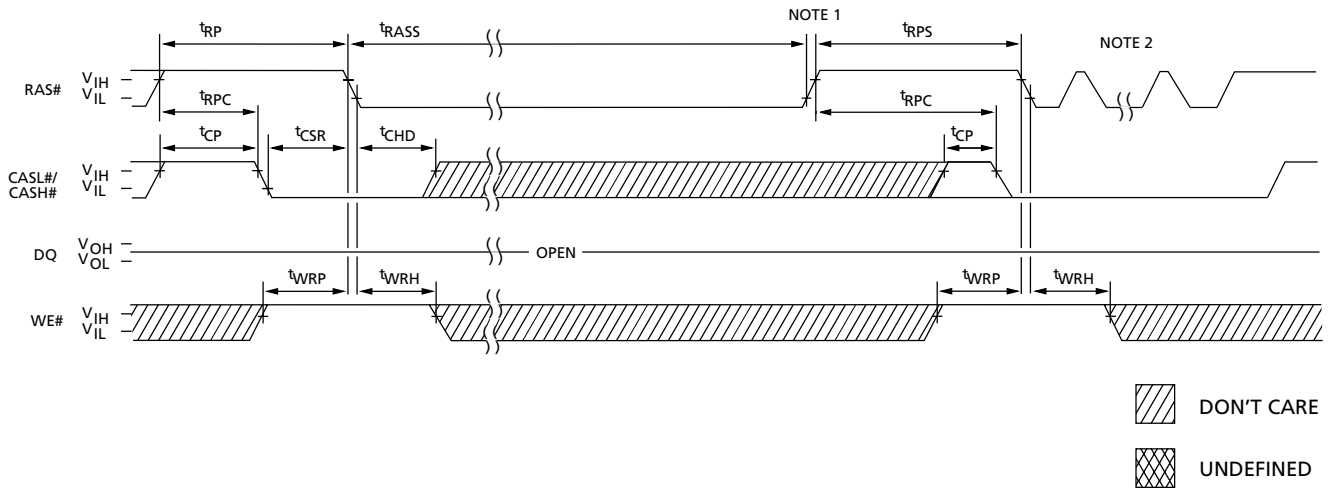 NOTE 1
tRP tRASS tRPS
NOTE 2
RAS# VIH VIL
tRPC tRPC
tCP tCSR tCHD tCP
CASL#/
CASH# VIH VIL
DQ VOH VOL OPEN
tWRP tWRH tWRP tWRH
WE# VIH VIL
DON'T CARE
UNDEFINED